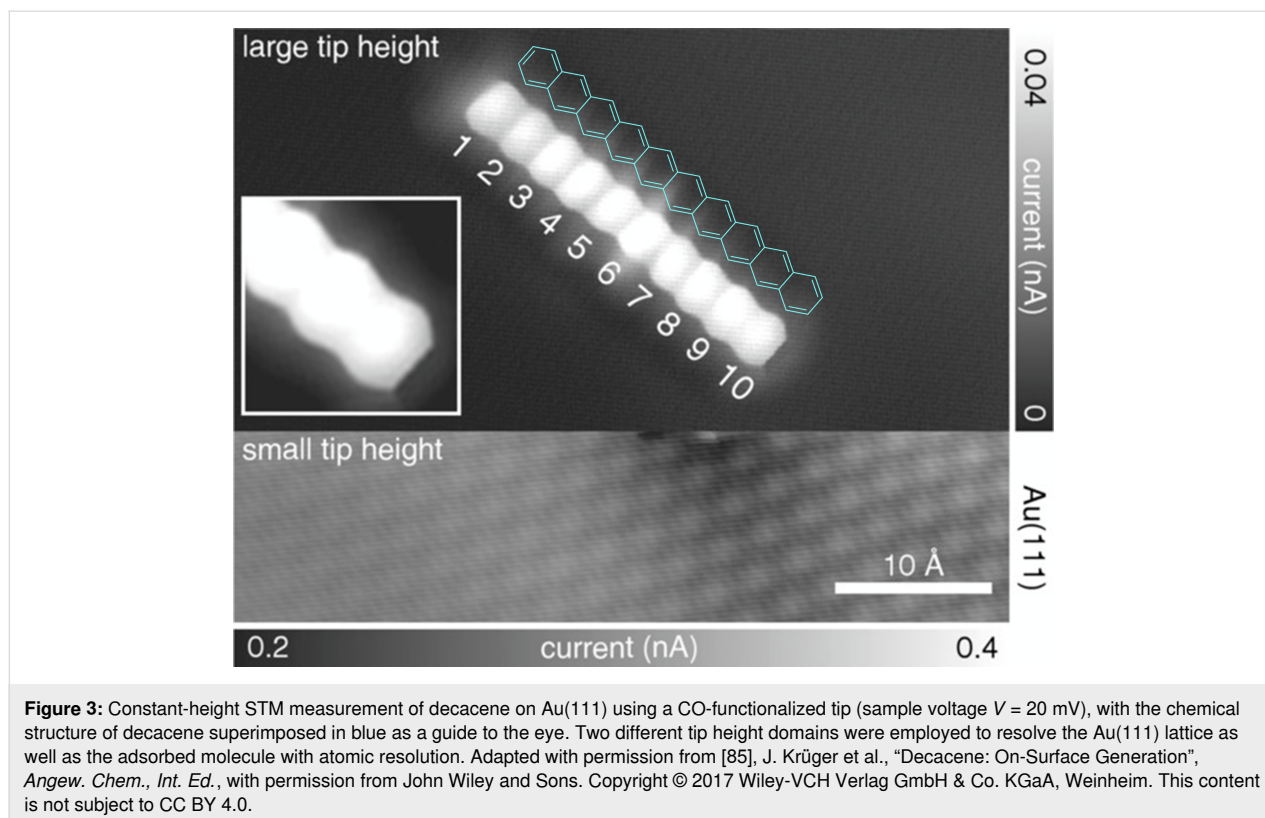 large tip height
1
2
3
4
5
6
7
8
9
10
0.04
current (nA)
0
small tip height
10 Å
Au(111)
0.2 current (nA) 0.4
Figure 3: Constant-height STM measurement of decacene on Au(111) using a CO-functionalized tip (sample voltage V = 20 mV), with the chemical
structure of decacene superimposed in blue as a guide to the eye. Two different tip height domains were employed to resolve the Au(111) lattice as
well as the adsorbed molecule with atomic resolution. Adapted with permission from [85], J. Krüger et al., “Decacene: On-Surface Generation”,
Angew. Chem., Int. Ed., with permission from John Wiley and Sons. Copyright © 2017 Wiley-VCH Verlag GmbH & Co. KGaA, Weinheim. This content
is not subject to CC BY 4.0.